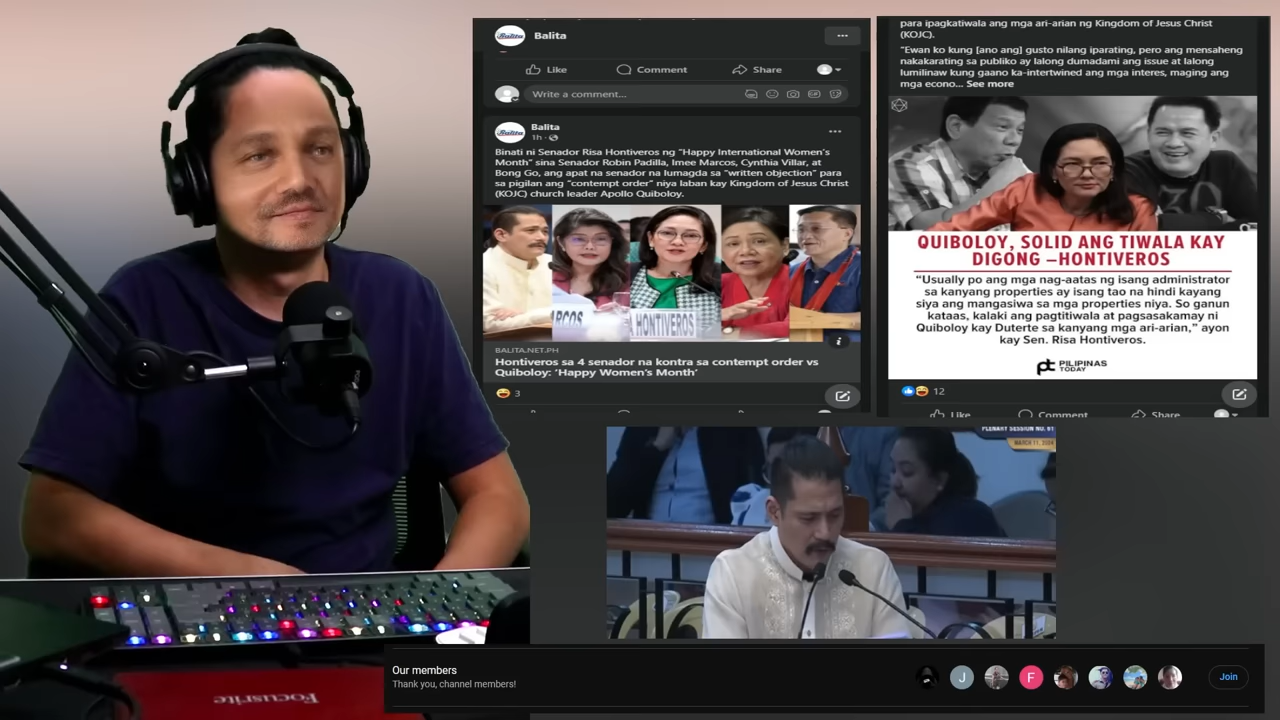 Balita
Like
Comment
Share
Write a comment...
Balita
1h
Binati ni Senador Risa Hontiveros ng “Happy International Women's
Month” sina Senador Robin Padilla, Imee Marcos, Cynthia Villar, at
Bong Go, ang apat na senador na lumagda sa “written objection” para
sa pigilan ang “contempt order” niya laban kay Kingdom of Jesus Christ
(KOJC) church leader Apollo Quiboloy.
HONTIVEROS
BALITA.NET.PH
Hontiveros sa 4 senador na kontra sa contempt order vs
Quiboloy: ‘Happy Women's Month’
3
para ipagkatiwala ang mga ari-arian ng Kingdom of Jesus Christ
(KOJC).
“Ewan ko kung [ano ang] gusto nilang iparating, pero ang mensaheng
nakakarating sa publiko ay lalong dumadami ang issue at lalong
lumilinaw kung gaano ka-intertwined ang mga interes, maging ang
mga econo... See more
QUIBOLOY, SOLID ANG TIWALA KAY
DIGONG –HONTIVEROS
“Usually po ang mga nag-aatas ng isang administrator
sa kanyang properties ay isang tao na hindi kayang
siya ang mangasiwa sa mga properties niya. So ganun
kataas, kalaki ang pagtitiwala at pagsasakamay ni
Quiboloy kay Duterte sa kanyang mga ari-arian,” ayon
kay Sen. Risa Hontiveros.
pt PILIPINAS
TODAY
12
Like
Comment
Share
PLENARY SESSION NO. 61
MARCH 11, 2024
Our members
Thank you, channel members!
J
F
Join
Focusrite